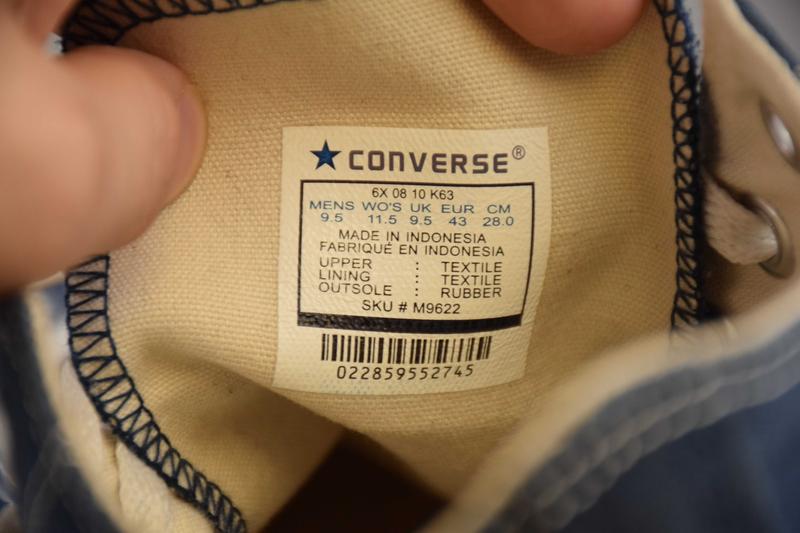 CONVERSE®
6X 08 10 K63
MENS WO'S UK EUR CM
9.5 11.5 9.5 43 28.0
MADE IN INDONESIA
FABRIQUÉ EN INDONESIA
UPPER : TEXTILE
LINING : TEXTILE
OUTSOLE : RUBBER
SKU # M9622
022859552745